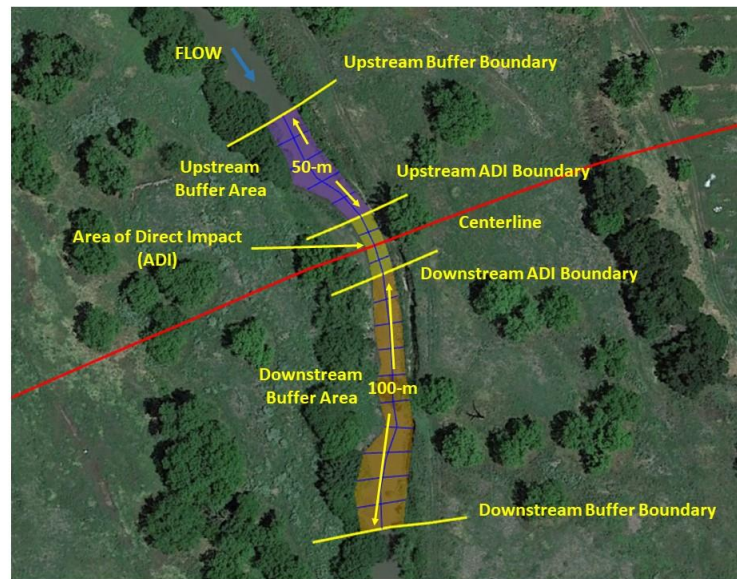 FLOW
Upstream Buffer Boundary
Upstream
Buffer Area
50-m
Upstream ADI Boundary
Centerline
Area of Direct Impact
(ADI)
Downstream ADI Boundary
Downstream
Buffer Area
100-m
Downstream Buffer Boundary